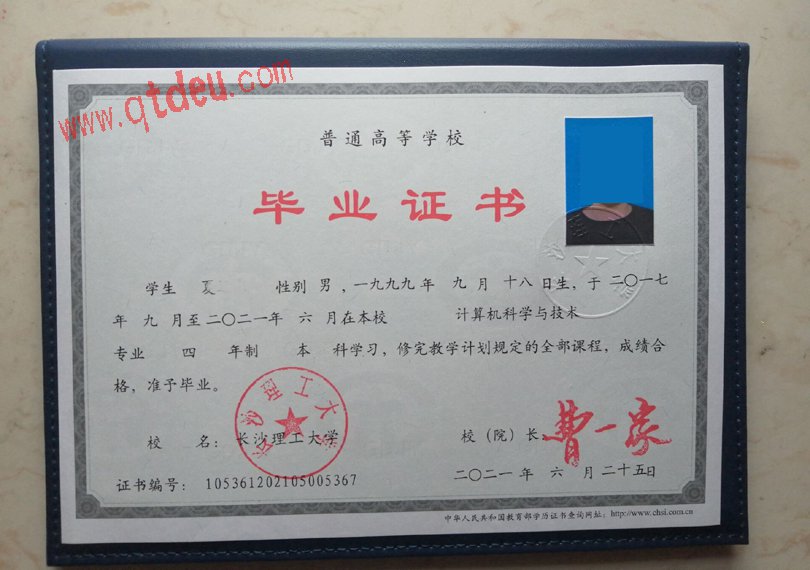 www.qtdeu.com
普通高等学校
毕业证书
学生 夏 性别 男，一九九九年 九月 十八日生，于二〇一七
年 九 月至二〇二一年 六 月在本校 计算机科学与技术
专业 四 年制 本 科学习，修完教学计划规定的全部课程，成绩合
格，准予毕业。
长沙理工大学
校 名：长沙理工大学 校（院）长：费一家
二〇二一 年 六 月 二十五日
证书编号：105361202105005367
中华人民共和国教育部学历证书查询网址：http://www.chsi.com.cn